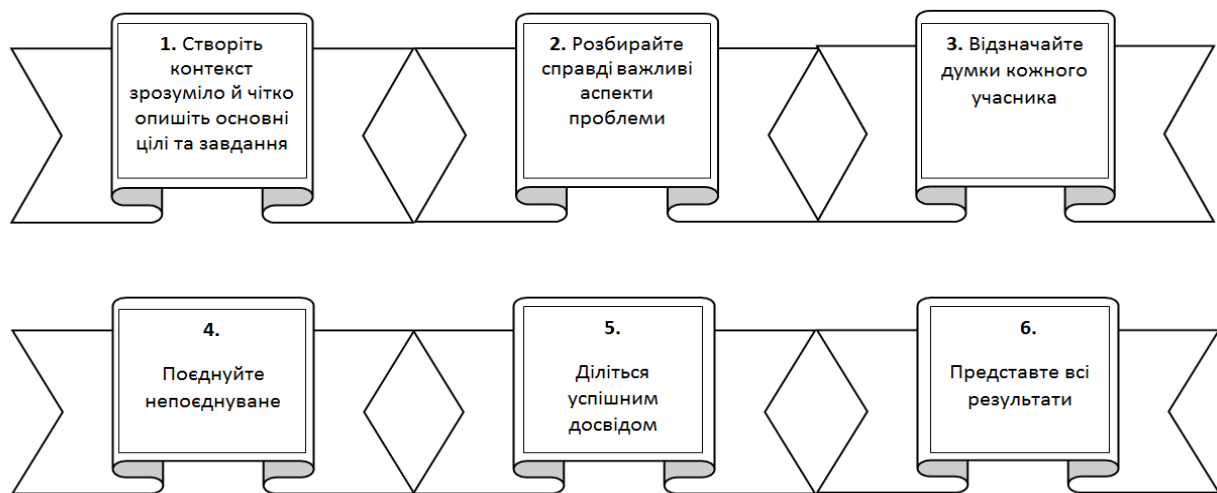 1. Створіть
контекст
зрозуміло й чітко
опишіть основні
цілі та завдання
2. Розбирайте
справді важливі
аспекти
проблеми
3. Відзначайте
думки кожного
учасника
4.
Поєднуйте
непоєднуване
5.
Діліться
успішним
досвідом
6.
Представте всі
результати